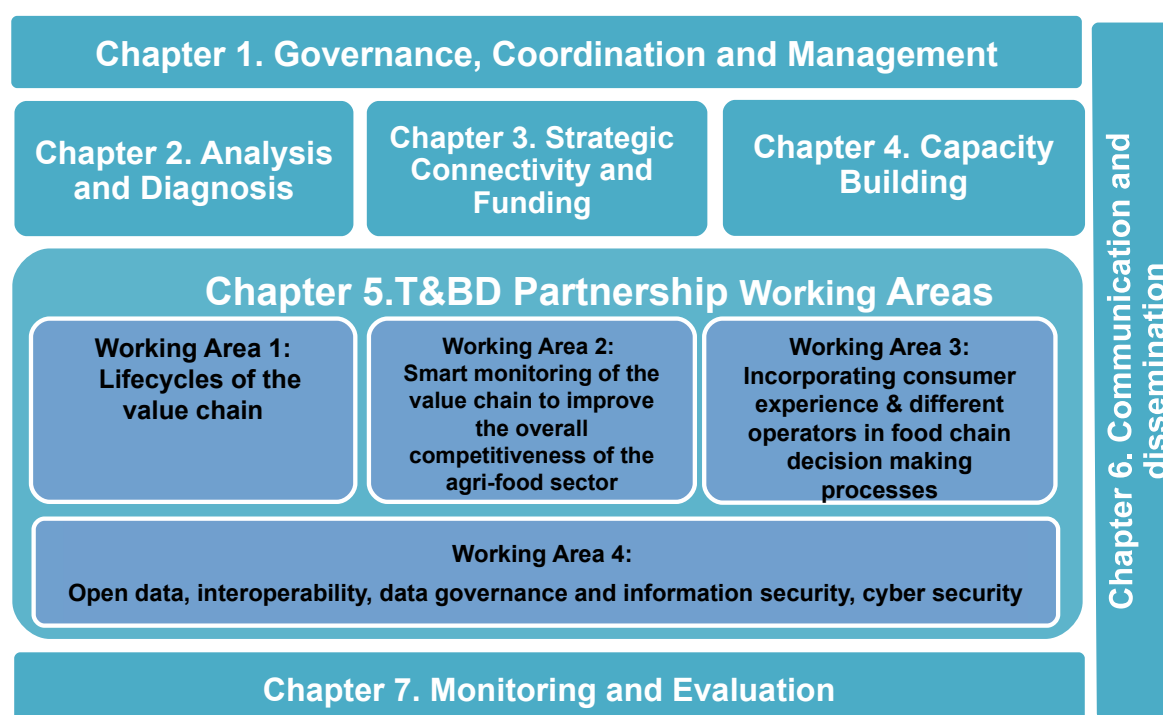 Chapter 1. Governance, Coordination and Management
Chapter 2. Analysis
and Diagnosis
Chapter 3. Strategic
Connectivity and
Funding
Chapter 4. Capacity
Building
Chapter 5.T&BD Partnership Working Areas
Working Area 1:
Lifecycles of the
value chain
Working Area 2:
Smart monitoring of the
value chain to improve
the overall
competitiveness of the
agri-food sector
Working Area 3:
Incorporating consumer
experience & different
operators in food chain
decision making
processes
Working Area 4:
Open data, interoperability, data governance and information security, cyber security
Chapter 6. Communication and
dissemination
Chapter 7. Monitoring and Evaluation